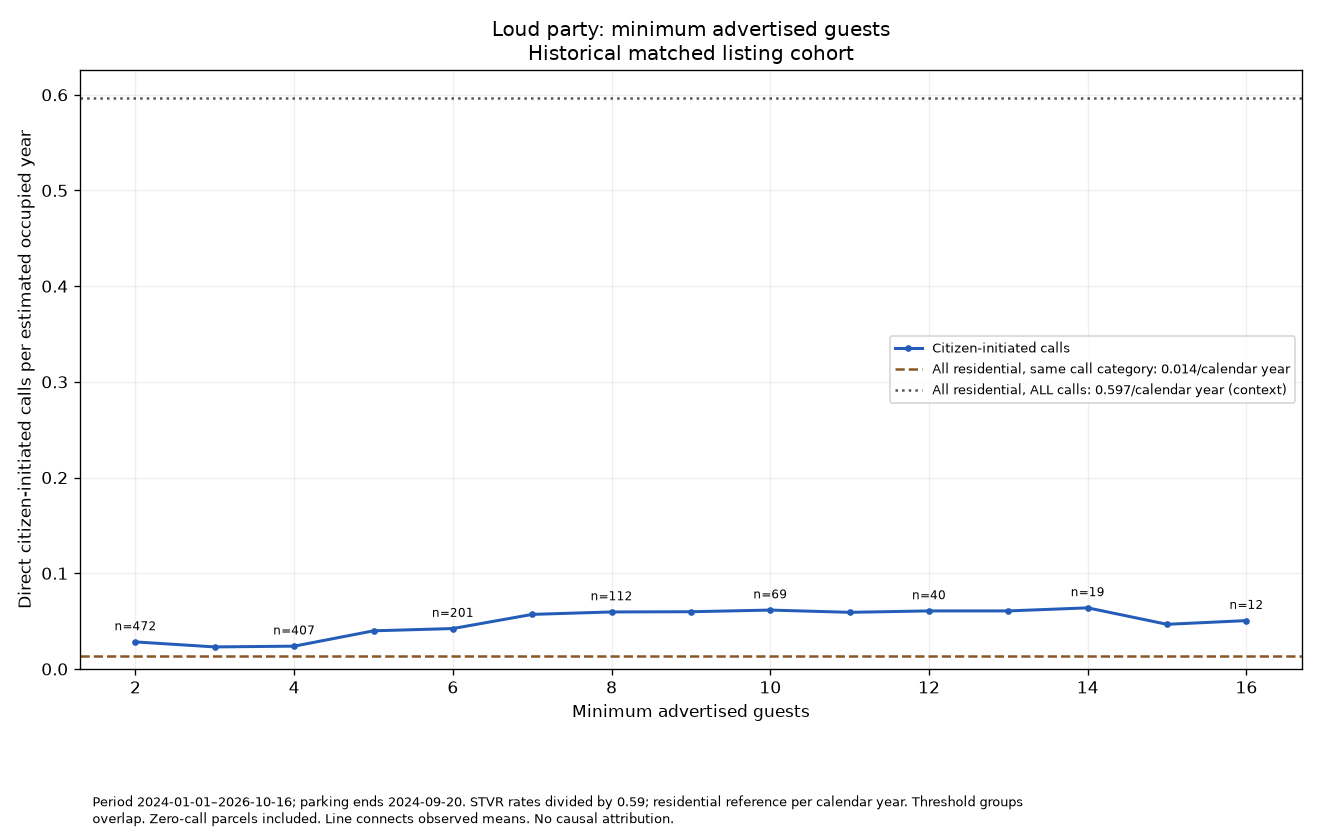 Loud party: minimum advertised guests
Historical matched listing cohort
Direct citizen-initiated calls per estimated occupied year
0.6
0.5
0.4
0.3
0.2
0.1
0.0
Citizen-initiated calls
All residential, same call category: 0.014/calendar year
All residential, ALL calls: 0.597/calendar year (context)
n=472
n=407
n=201
n=112
n=69
n=40
n=19
n=12
2
4
6
8
10
12
14
16
Minimum advertised guests
Period 2024-01-01–2026-10-16; parking ends 2024-09-20. STVR rates divided by 0.59; residential reference per calendar year. Threshold groups
overlap. Zero-call parcels included. Line connects observed means. No causal attribution.